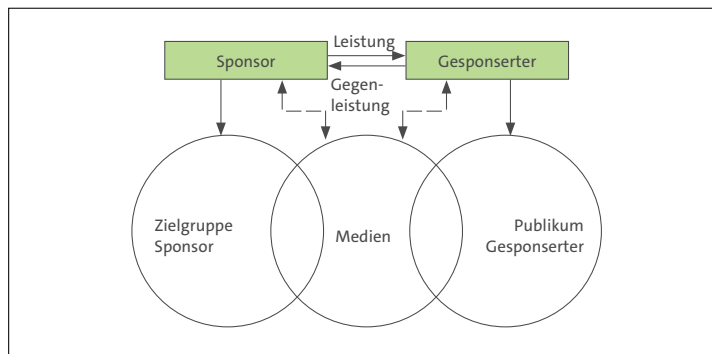 Leistung
Sponsor
Gesponserter
Gegen-
leistung
Zielgruppe
Sponsor
Medien
Publikum
Gesponserter